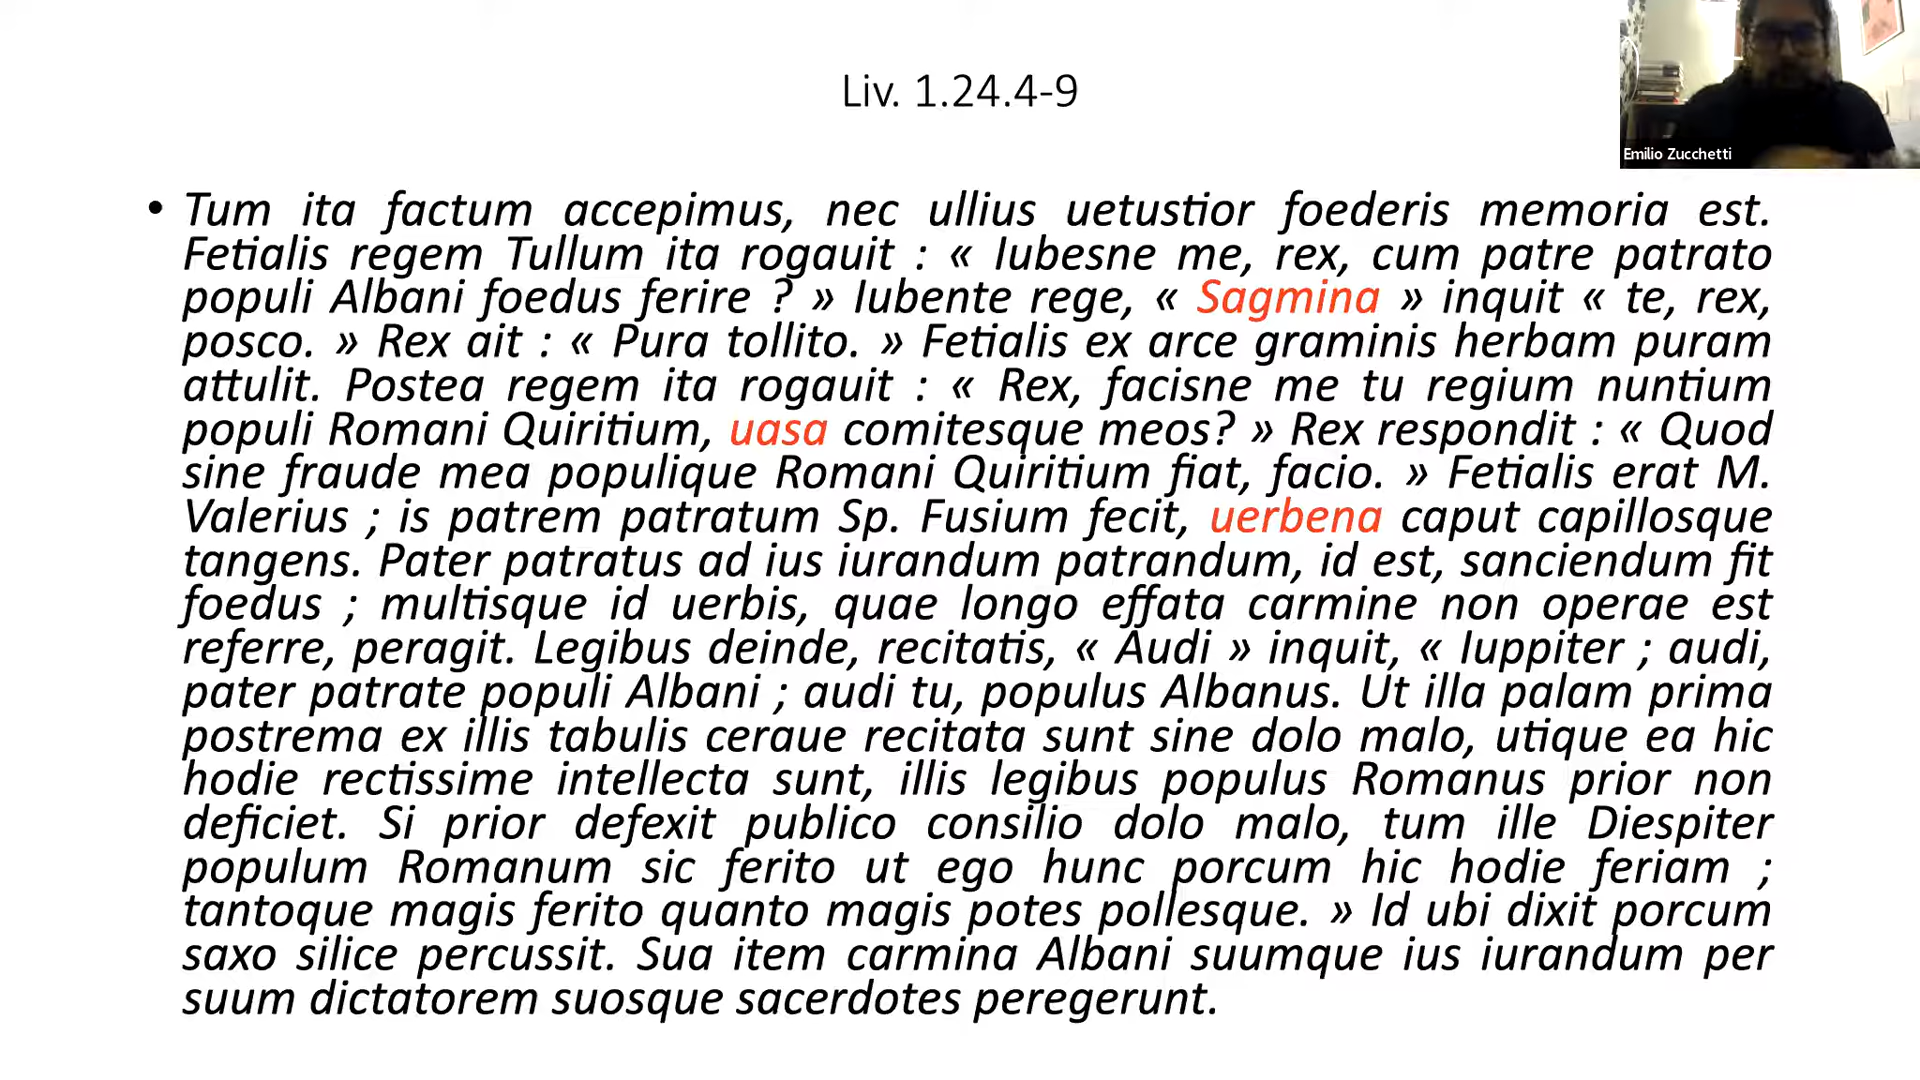 Liv. 1.24.4-9
Emilio Zucchetti
• Tum ita factum accepimus, nec ullius uetustior foederis memoria est.
Fetialis regem Tullum ita rogauit : « Iubesne me, rex, cum patre patrato
populi Albani foedus ferire ? » Iubente rege, « Sagmina » inquit « te, rex,
posco. » Rex ait : « Pura tollito. » Fetialis ex arce graminis herbam puram
attulit. Postea regem ita rogauit : « Rex, facisne me tu regium nuntium
populi Romani Quiritium, uasa comitesque meos? » Rex respondit : « Quod
sine fraude mea populique Romani Quiritium fiat, facio. » Fetialis erat M.
Valerius ; is patrem patratum Sp. Fusium fecit, uerbena caput capillosque
tangens. Pater patratus ad ius iurandum patrandum, id est, sanciendum fit
foedus ; multisque id uerbis, quae longo effata carmine non operae est
referre, peragit. Legibus deinde, recitatis, « Audi » inquit, « Iuppiter ; audi,
pater patrate populi Albani ; audi tu, populus Albanus. Ut illa palam prima
postrema ex illis tabulis ceraue recitata sunt sine dolo malo, utique ea hic
hodie rectissime intellecta sunt, illis legibus populus Romanus prior non
deficiet. Si prior defexit publico consilio dolo malo, tum ille Diespiter
populum Romanum sic ferito ut ego hunc porcum hic hodie feriam ;
tantoque magis ferito quanto magis potes pollesque. » Id ubi dixit porcum
saxo silice percussit. Sua item carmina Albani suumque ius iurandum per
suum dictatorem suosque sacerdotes peregerunt.